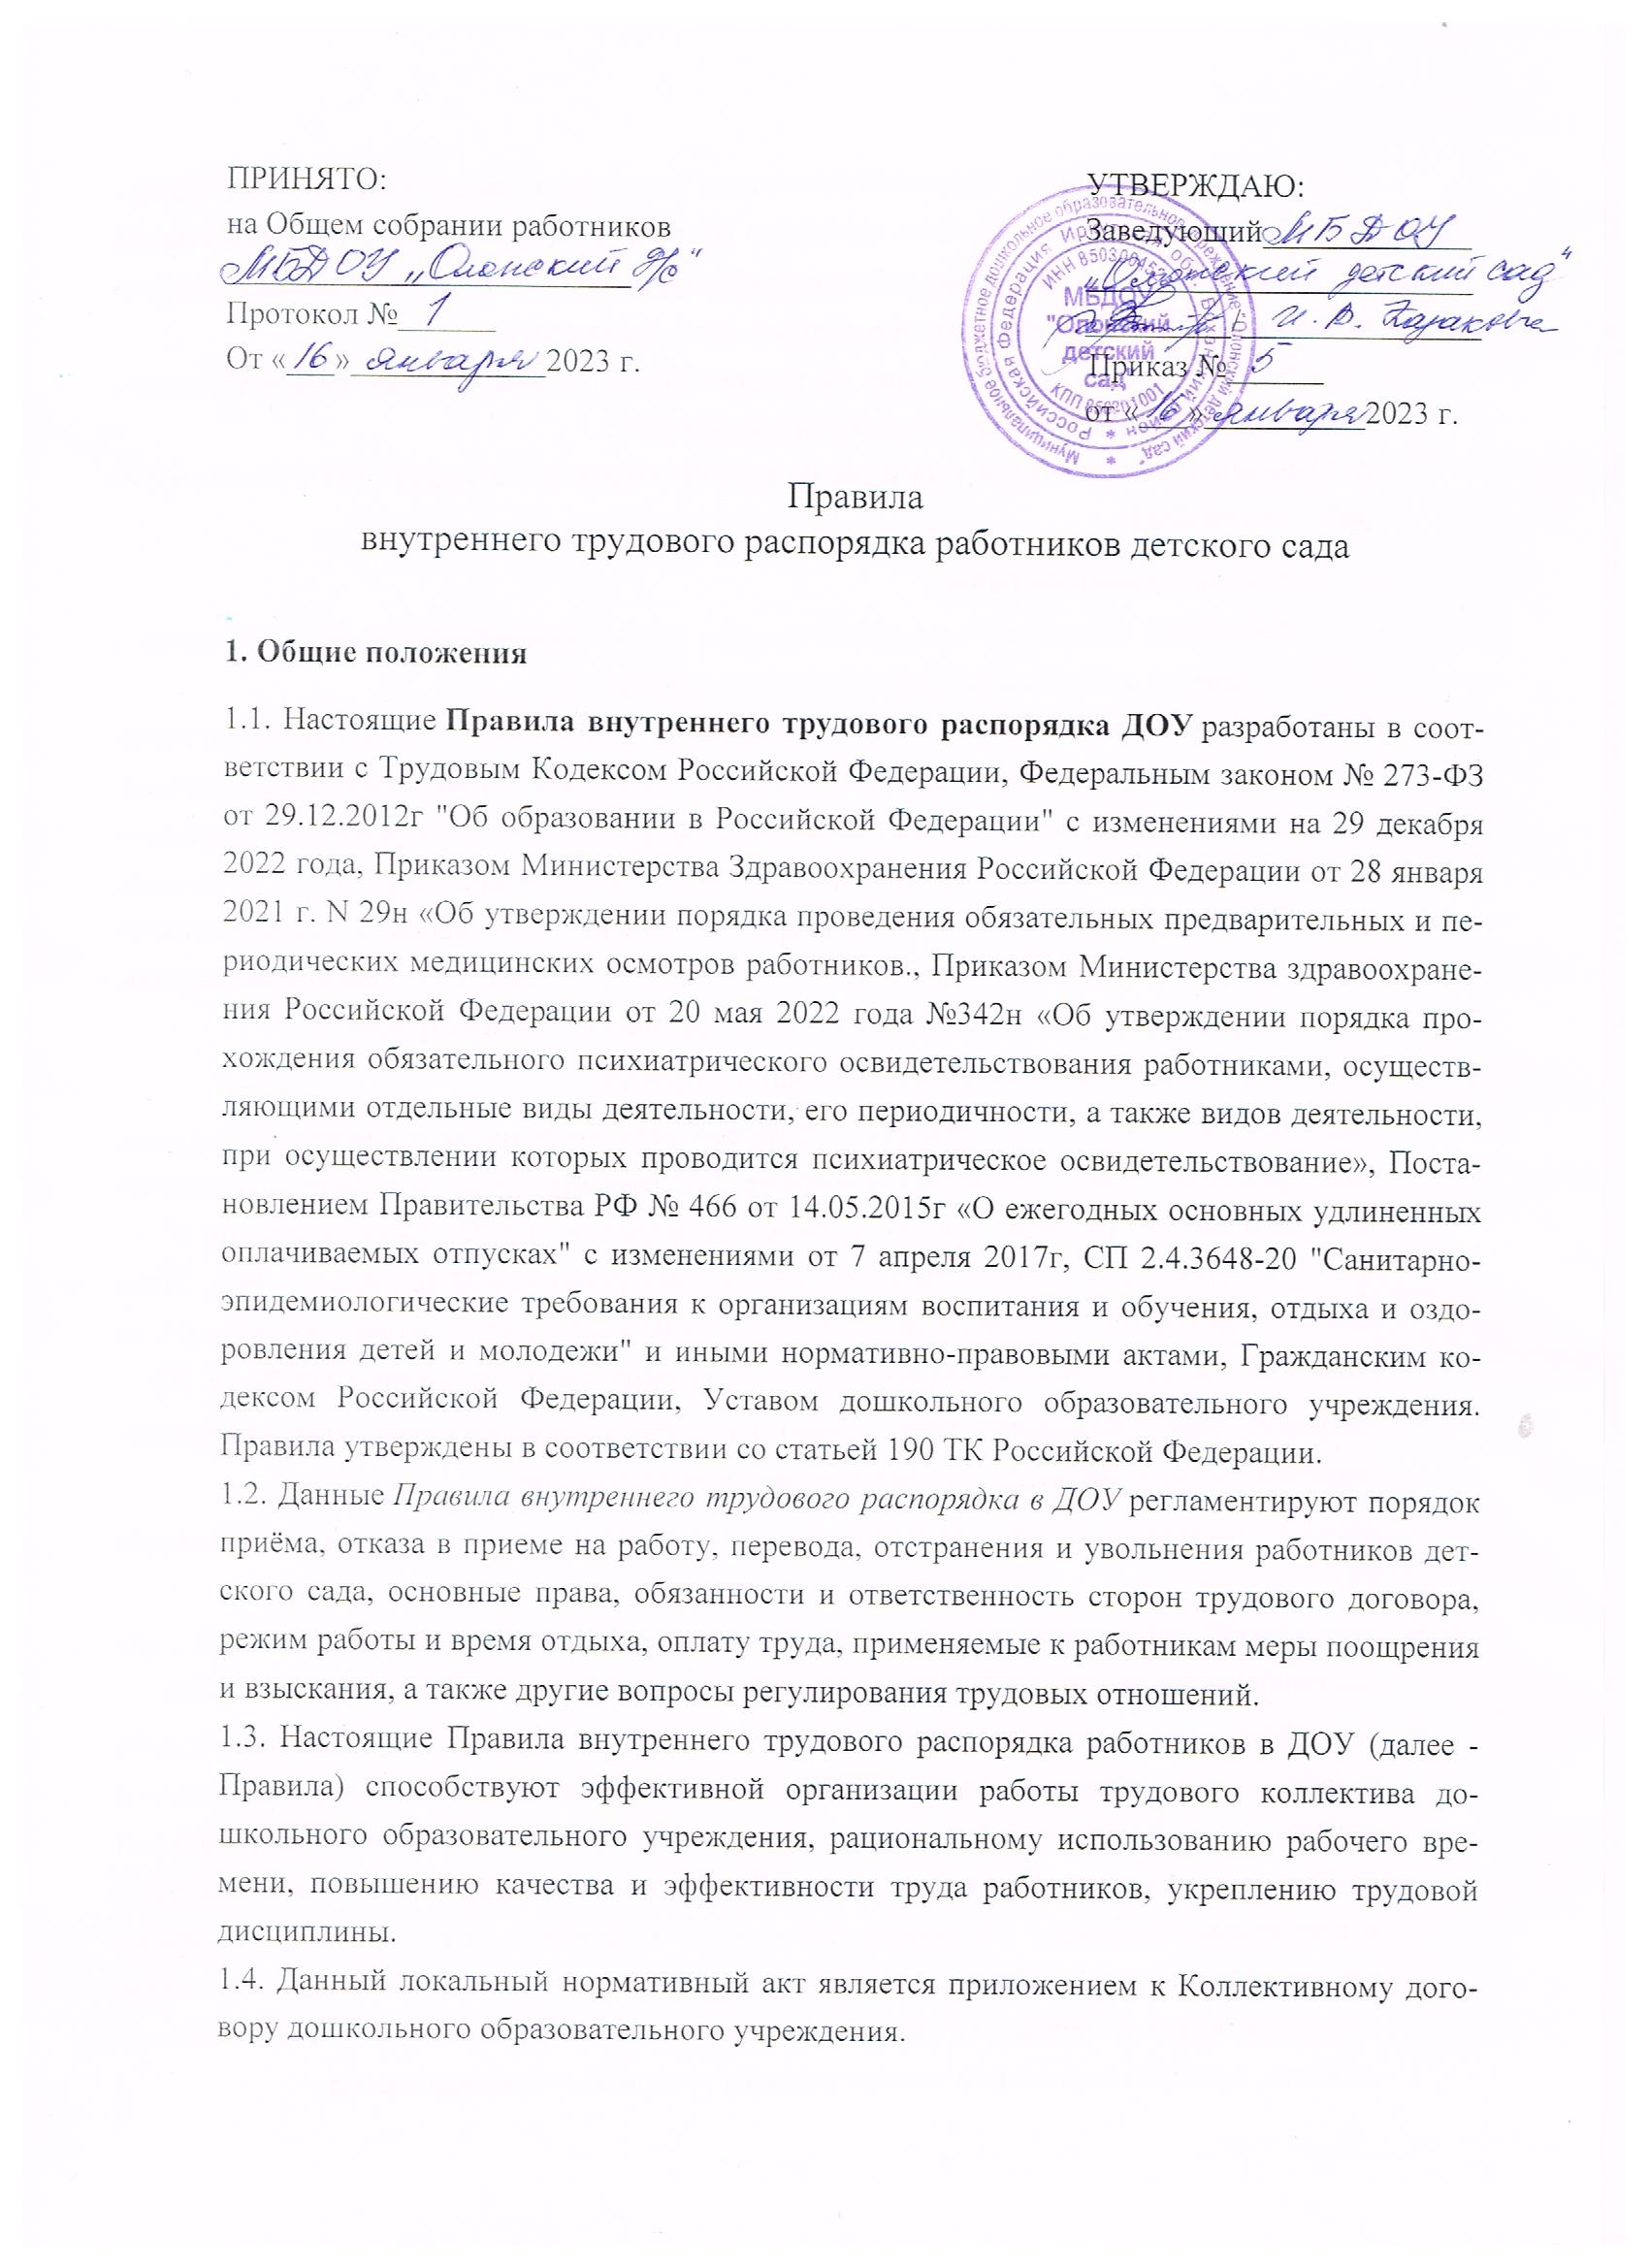 ПРИНЯТО:
на Общем собрании работников
МБДОУ „Олонский д/с“
Протокол № 1
От «16» января 2023 г.
УТВЕРЖДАЮ:
Заведующий МБДОУ
„Олонский детский сад“
/ И. В. Казакова
Приказ № 5
от «16» января 2023 г.
МБДОУ
"Олонский
детский
сад"
Правила
внутреннего трудового распорядка работников детского сада
1. Общие положения
1.1. Настоящие Правила внутреннего трудового распорядка ДОУ разработаны в соот-
ветствии с Трудовым Кодексом Российской Федерации, Федеральным законом № 273-ФЗ
от 29.12.2012г "Об образовании в Российской Федерации" с изменениями на 29 декабря
2022 года, Приказом Министерства Здравоохранения Российской Федерации от 28 января
2021 г. N 29н «Об утверждении порядка проведения обязательных предварительных и пе-
риодических медицинских осмотров работников., Приказом Министерства здравоохране-
ния Российской Федерации от 20 мая 2022 года №342н «Об утверждении порядка про-
хождения обязательного психиатрического освидетельствования работниками, осуществ-
ляющими отдельные виды деятельности, его периодичности, а также видов деятельности,
при осуществлении которых проводится психиатрическое освидетельствование», Поста-
новлением Правительства РФ № 466 от 14.05.2015г «О ежегодных основных удлиненных
оплачиваемых отпусках" с изменениями от 7 апреля 2017г, СП 2.4.3648-20 "Санитарно-
эпидемиологические требования к организациям воспитания и обучения, отдыха и оздо-
ровления детей и молодежи" и иными нормативно-правовыми актами, Гражданским ко-
дексом Российской Федерации, Уставом дошкольного образовательного учреждения.
Правила утверждены в соответствии со статьей 190 ТК Российской Федерации.
1.2. Данные Правила внутреннего трудового распорядка в ДОУ регламентируют порядок
приёма, отказа в приеме на работу, перевода, отстранения и увольнения работников дет-
ского сада, основные права, обязанности и ответственность сторон трудового договора,
режим работы и время отдыха, оплату труда, применяемые к работникам меры поощрения
и взыскания, а также другие вопросы регулирования трудовых отношений.
1.3. Настоящие Правила внутреннего трудового распорядка работников в ДОУ (далее -
Правила) способствуют эффективной организации работы трудового коллектива до-
школьного образовательного учреждения, рациональному использованию рабочего вре-
мени, повышению качества и эффективности труда работников, укреплению трудовой
дисциплины.
1.4. Данный локальный нормативный акт является приложением к Коллективному дого-
вору дошкольного образовательного учреждения.